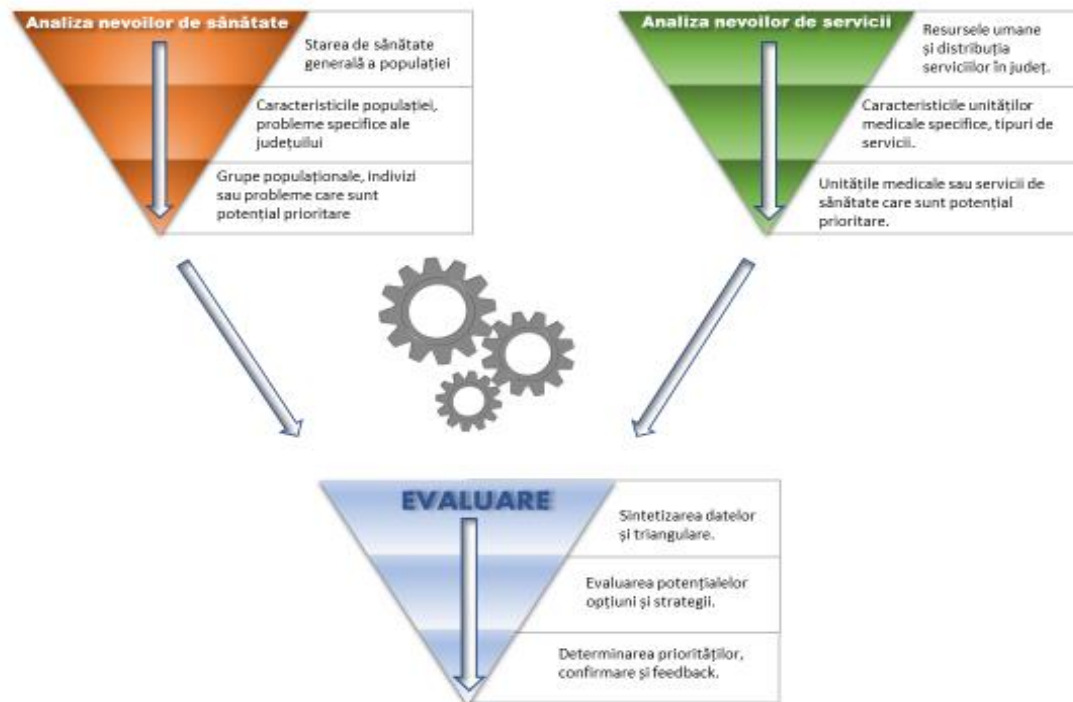 Analiza nevoilor de sănătate
Starea de sănătate
generală a populației
Caracteristicile populației,
probleme specifice ale
județuilui
Grupe populaționale, indivizi
sau probleme care sunt
potențial prioritare
Analiza nevoilor de servicii
Resursele umane
și distribuția
serviciilor în județ.
Caracteristicile unităților
medicale specifice, tipuri de
servicii.
Unitățile medicale sau servicii de
sănătate care sunt potențial
prioritare.
EVALUARE
Sintetizarea datelor
și triangulare.
Evaluarea potențialelor
opțiuni și strategii.
Determinarea priorităților,
confirmare și feedback.